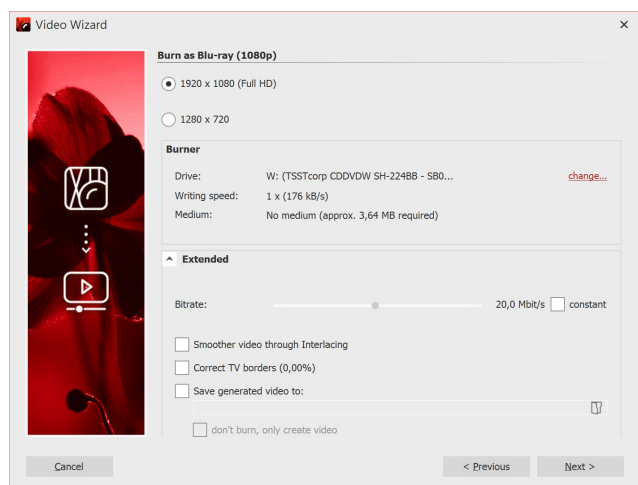 Video Wizard
Burn as Blu-ray (1080p)
1920 x 1080 (Full HD)
1280 x 720
Burner
Drive: W: (TSSTcorp CDDVDW SH-224BB - SB0... change...
Writing speed: 1 x (176 kB/s)
Medium: No medium (approx. 3,64 MB required)
Extended
Bitrate: 20,0 Mbit/s constant
Smoother video through Interlacing
Correct TV borders (0,00%)
Save generated video to:
don't burn, only create video
Cancel < Previous Next >